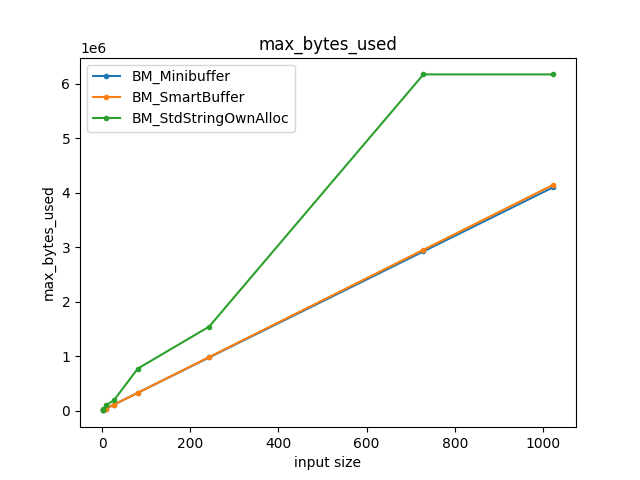 max_bytes_used
1e6
BM_Minibuffer
BM_SmartBuffer
BM_StdStringOwnAlloc
6
5
4
3
2
1
0
max_bytes_used
0 200 400 600 800 1000
input size